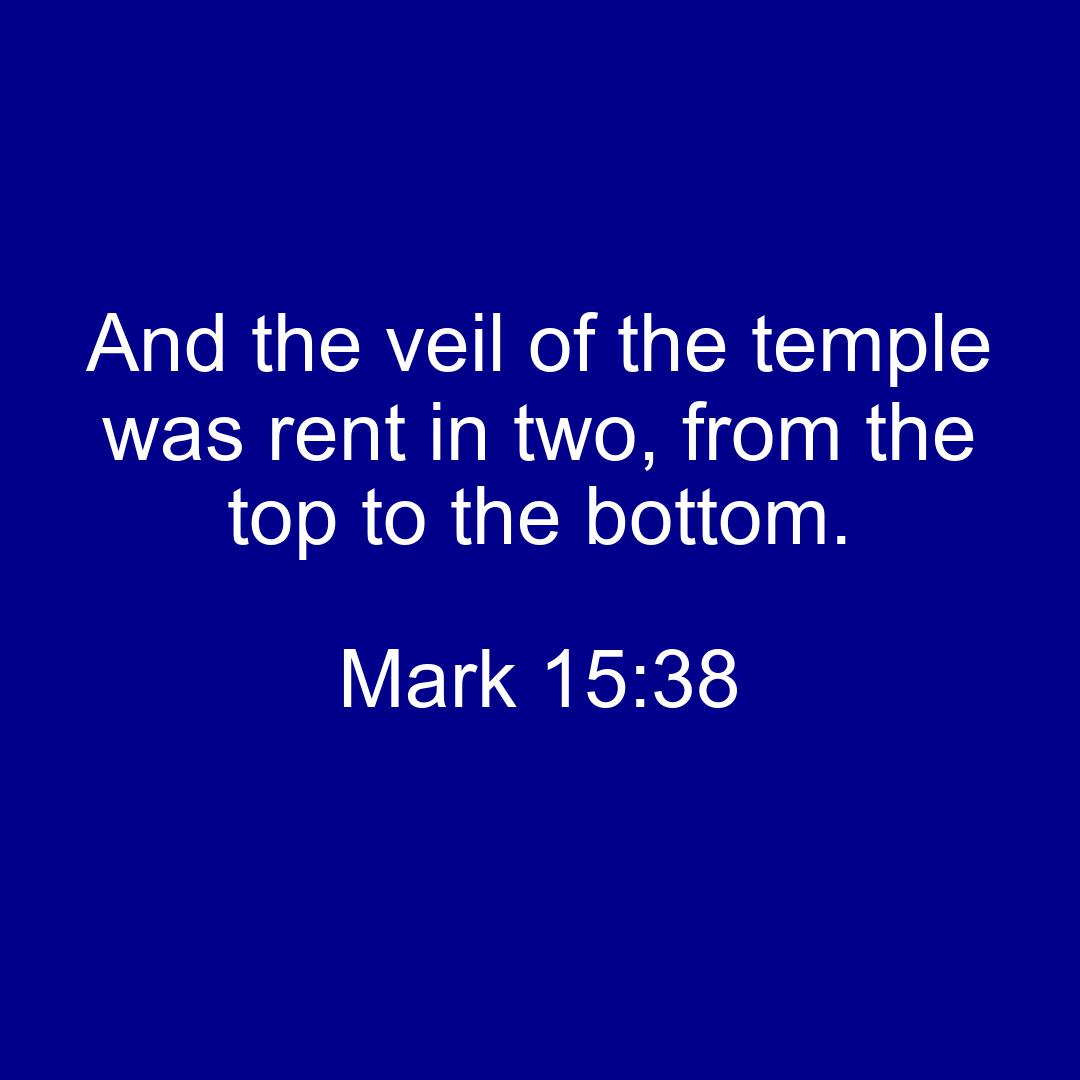 And the veil of the temple
was rent in two, from the
top to the bottom.
Mark 15:38